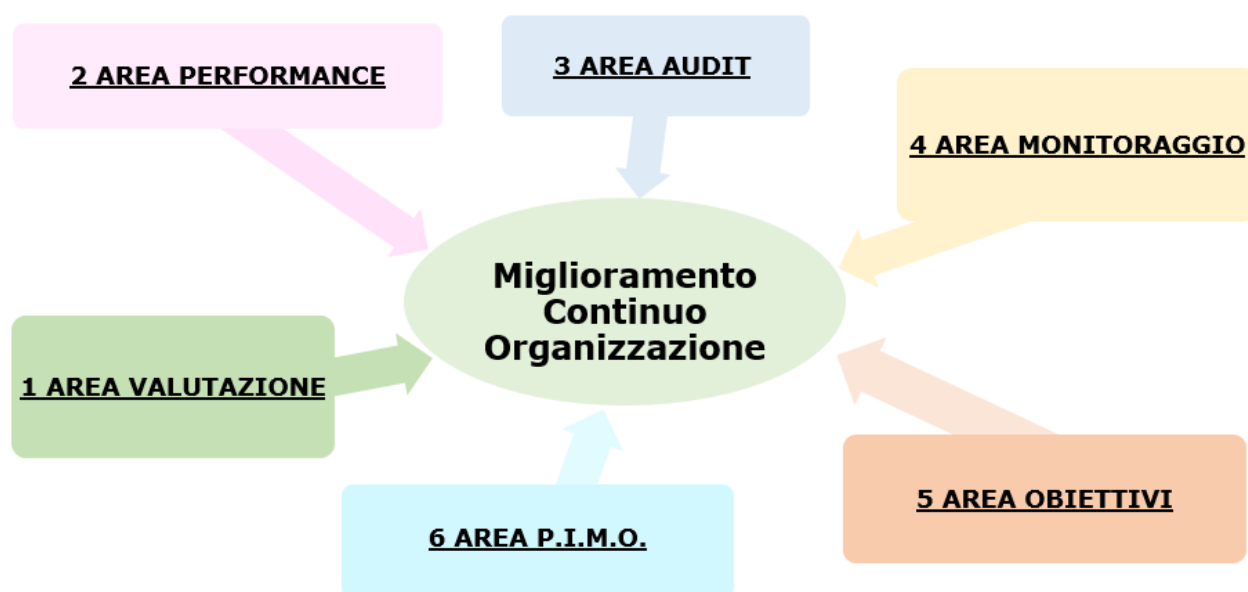 2 AREA PERFORMANCE
3 AREA AUDIT
4 AREA MONITORAGGIO
Miglioramento
Continuo
Organizzazione
1 AREA VALUTAZIONE
5 AREA OBIETTIVI
6 AREA P.I.M.O.